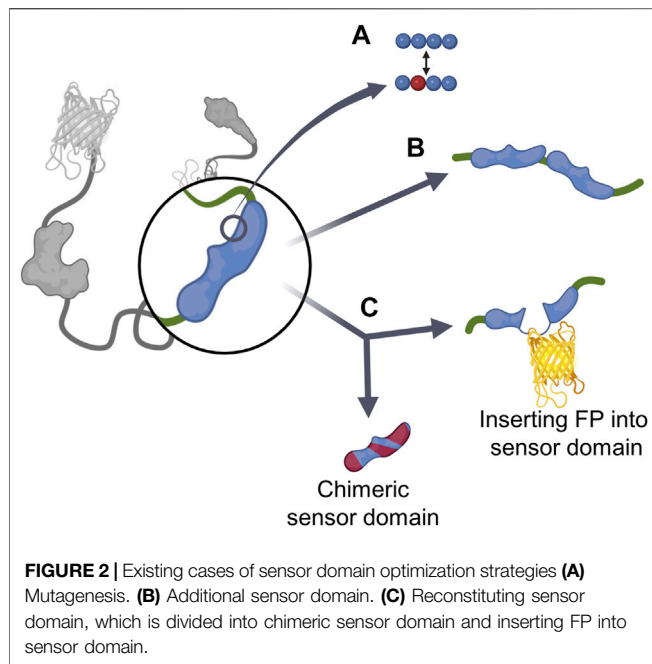 A
B
C
Inserting FP into
sensor domain
Chimeric
sensor domain
FIGURE 2 | Existing cases of sensor domain optimization strategies (A)
Mutagenesis. (B) Additional sensor domain. (C) Reconstituting sensor
domain, which is divided into chimeric sensor domain and inserting FP into
sensor domain.